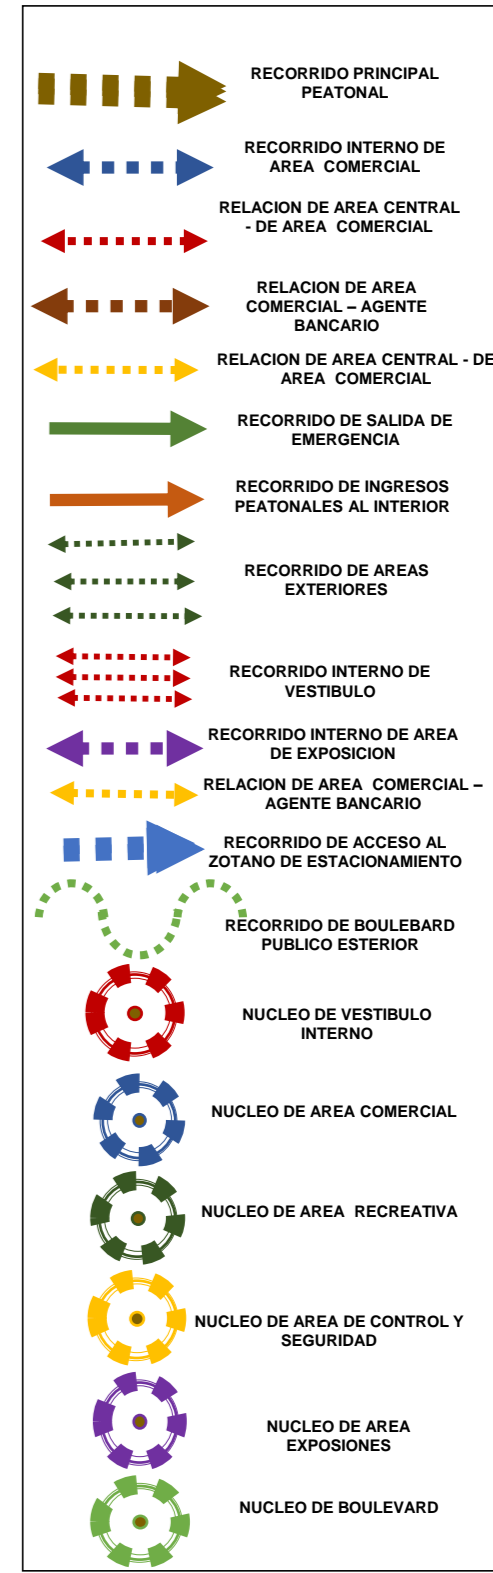 RECORRIDO PRINCIPAL
PEATONAL
RECORRIDO INTERNO DE
AREA COMERCIAL
RELACION DE AREA CENTRAL
- DE AREA COMERCIAL
RELACION DE AREA
COMERCIAL – AGENTE
BANCARIO
RELACION DE AREA CENTRAL - DE
AREA COMERCIAL
RECORRIDO DE SALIDA DE
EMERGENCIA
RECORRIDO DE INGRESOS
PEATONALES AL INTERIOR
RECORRIDO DE AREAS
EXTERIORES
RECORRIDO INTERNO DE
VESTIBULO
RECORRIDO INTERNO DE AREA
DE EXPOSICION
RELACION DE AREA COMERCIAL –
AGENTE BANCARIO
RECORRIDO DE ACCESO AL
ZOTANO DE ESTACIONAMIENTO
RECORRIDO DE BOULEBARD
PUBLICO ESTERIOR
NUCLEO DE VESTIBULO
INTERNO
NUCLEO DE AREA COMERCIAL
NUCLEO DE AREA RECREATIVA
NUCLEO DE AREA DE CONTROL Y
SEGURIDAD
NUCLEO DE AREA
EXPOSIONES
NUCLEO DE BOULEVARD